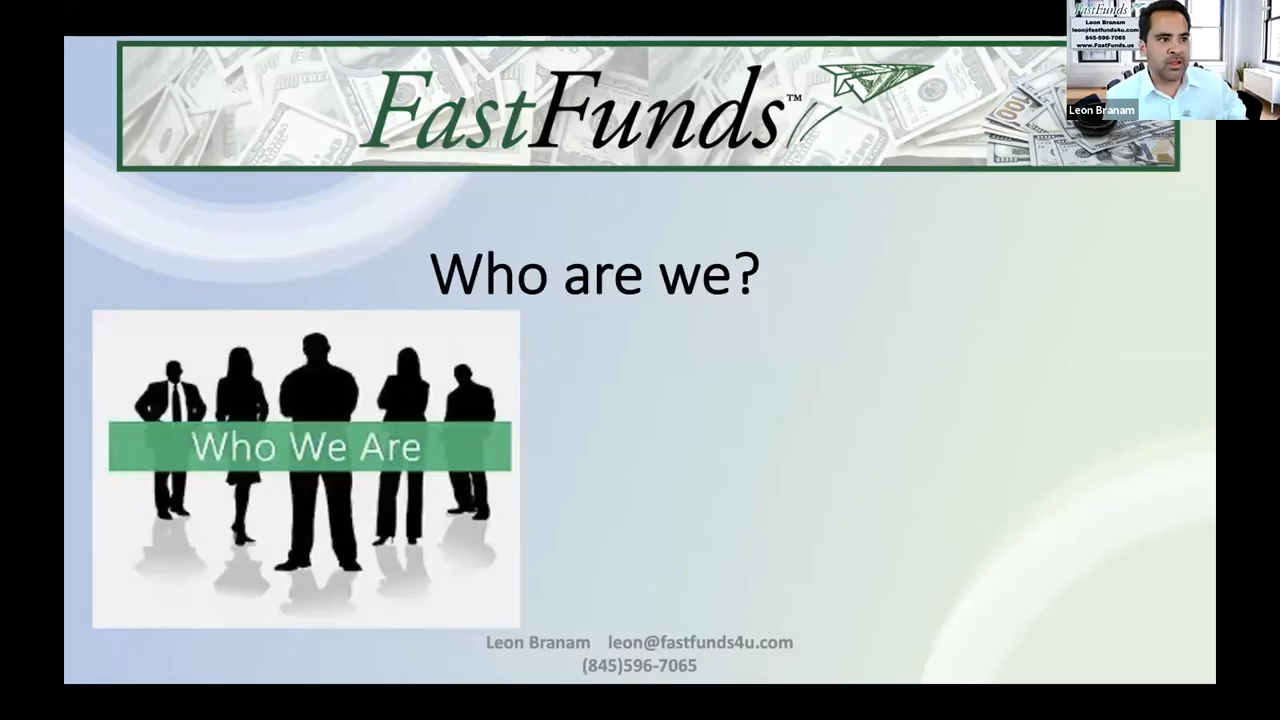 FastFunds™
FastFunds
Leon Branam
leon@fastfunds4u.com
845-596-7065
www.FastFunds.us
Leon Branam
Who are we?
Who We Are
Leon Branam leon@fastfunds4u.com
(845)596-7065